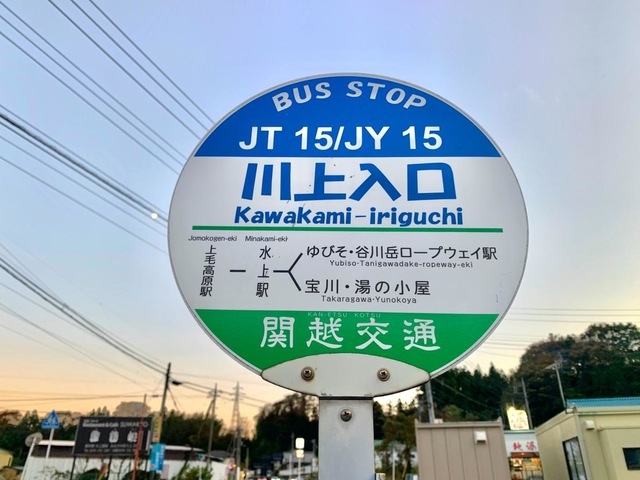 BUS STOP
JT 15/JY 15
川上入口
Kawakami-iriguchi
Jomokogen-eki Minakami-eki
上毛高原駅
水上駅
ゆびそ・谷川岳ロープウェイ駅
Yubiso-Tanigawadake-ropeway-eki
宝川・湯の小屋
Takaragawa-Yunokoya
KAN-ETSU KOTSU
関越交通